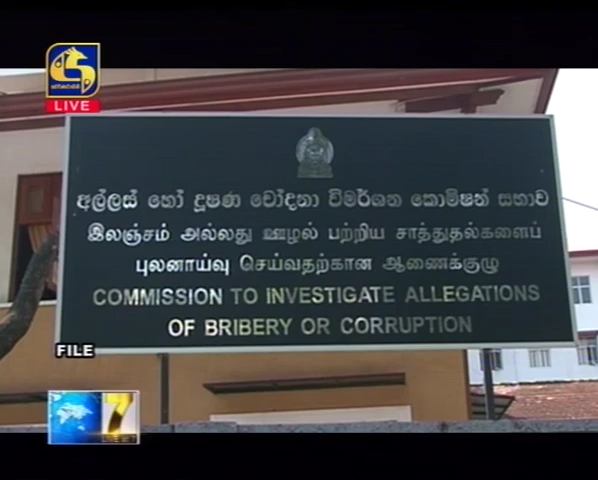 LIVE
අල්ලස් හෝ දූෂණ චෝදනා විමර්ශන කොමිෂන් සභාව
இலஞ்சம் அல்லது ஊழல் பற்றிய சாத்துதல்களைப்
புலனாய்வு செய்வதற்கான ஆணைக்குழு
COMMISSION TO INVESTIGATE ALLEGATIONS
OF BRIBERY OR CORRUPTION
FILE
7